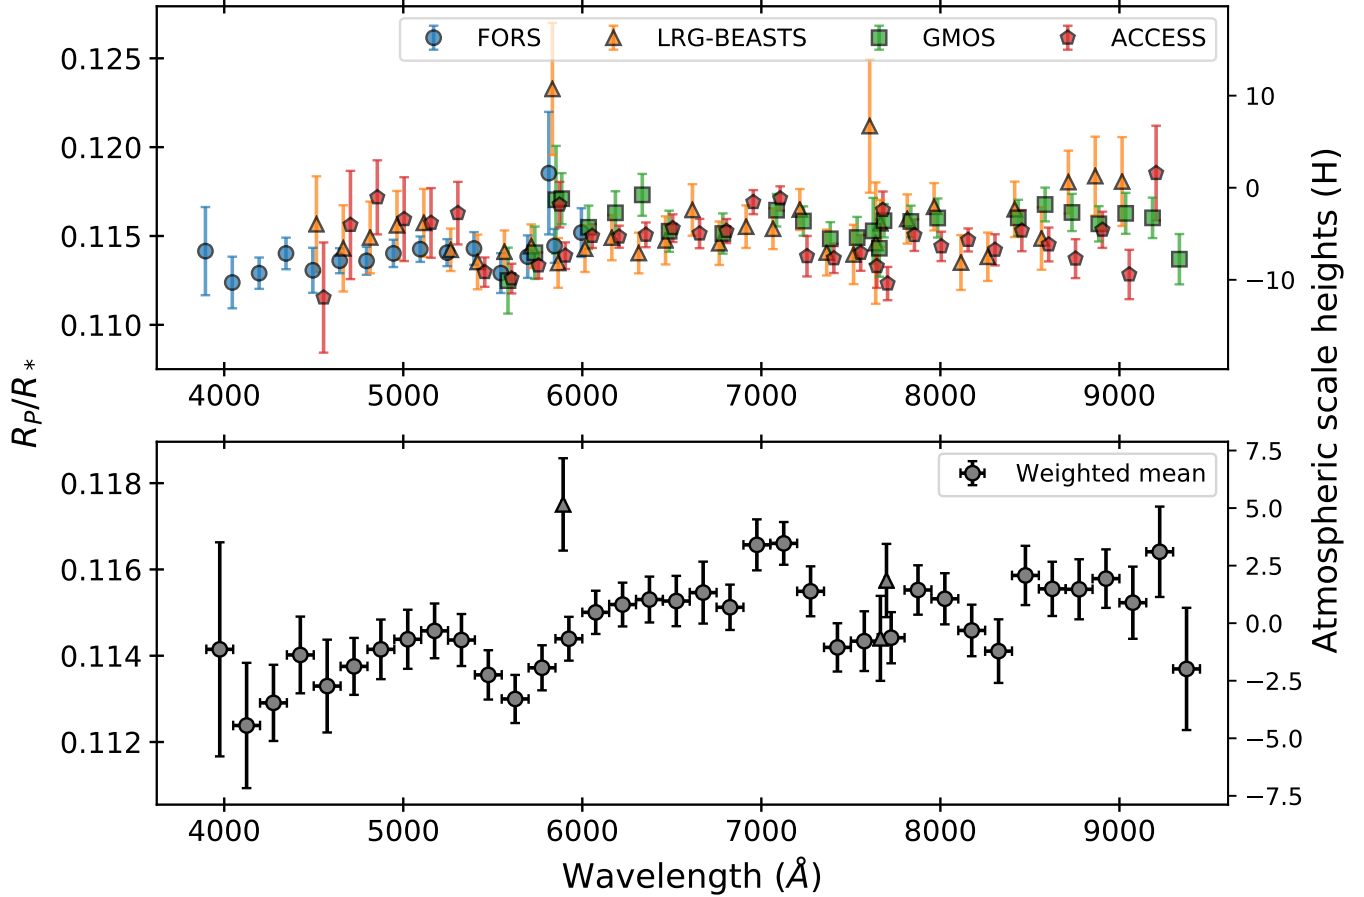 FORS LRG-BEASTS GMOS ACCESS
0.125
0.120
0.115
0.110
10
0
−10
4000 5000 6000 7000 8000 9000
R_P/R_*
Atmospheric scale heights (H)
Weighted mean
0.118
0.116
0.114
0.112
7.5
5.0
2.5
0.0
−2.5
−5.0
−7.5
4000 5000 6000 7000 8000 9000
Wavelength (Å)